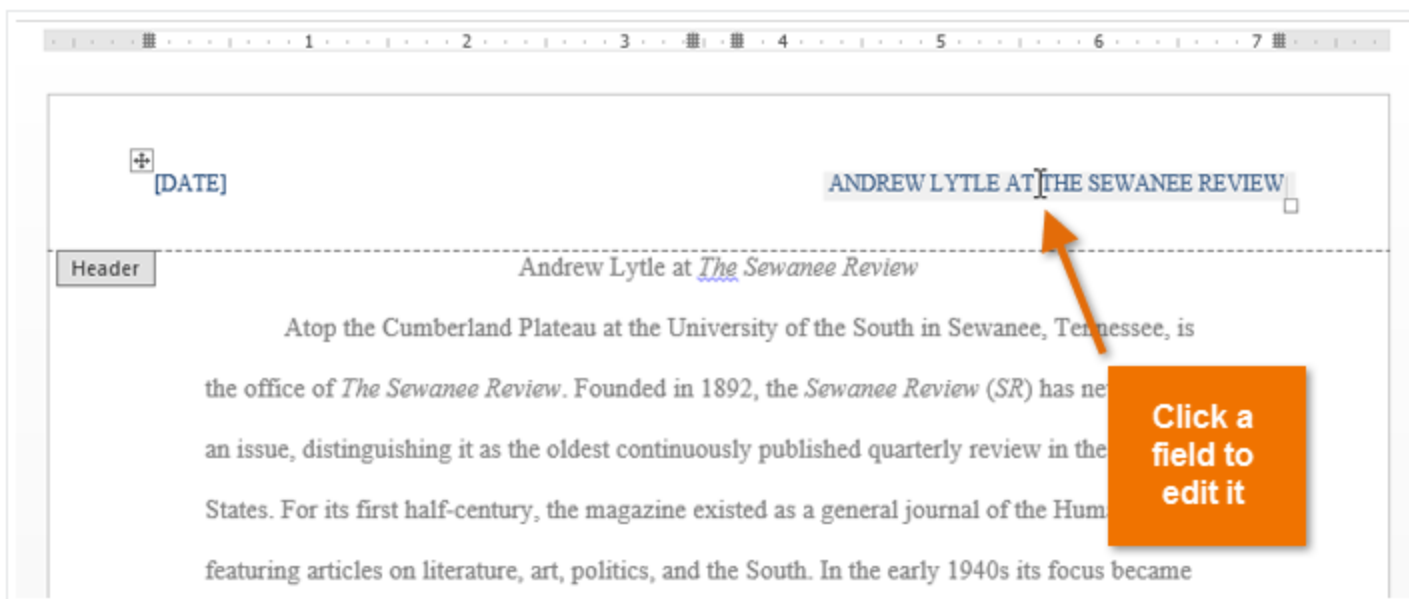 1 2 3 4 5 6 7
[DATE] ANDREW LYTLE AT THE SEWANEE REVIEW
Header
Andrew Lytle at The Sewanee Review
Atop the Cumberland Plateau at the University of the South in Sewanee, Tennessee, is
the office of The Sewanee Review. Founded in 1892, the Sewanee Review (SR) has
an issue, distinguishing it as the oldest continuously published quarterly review in the
States. For its first half-century, the magazine existed as a general journal of the
featuring articles on literature, art, politics, and the South. In the early 1940s its focus became
Click a
field to
edit it